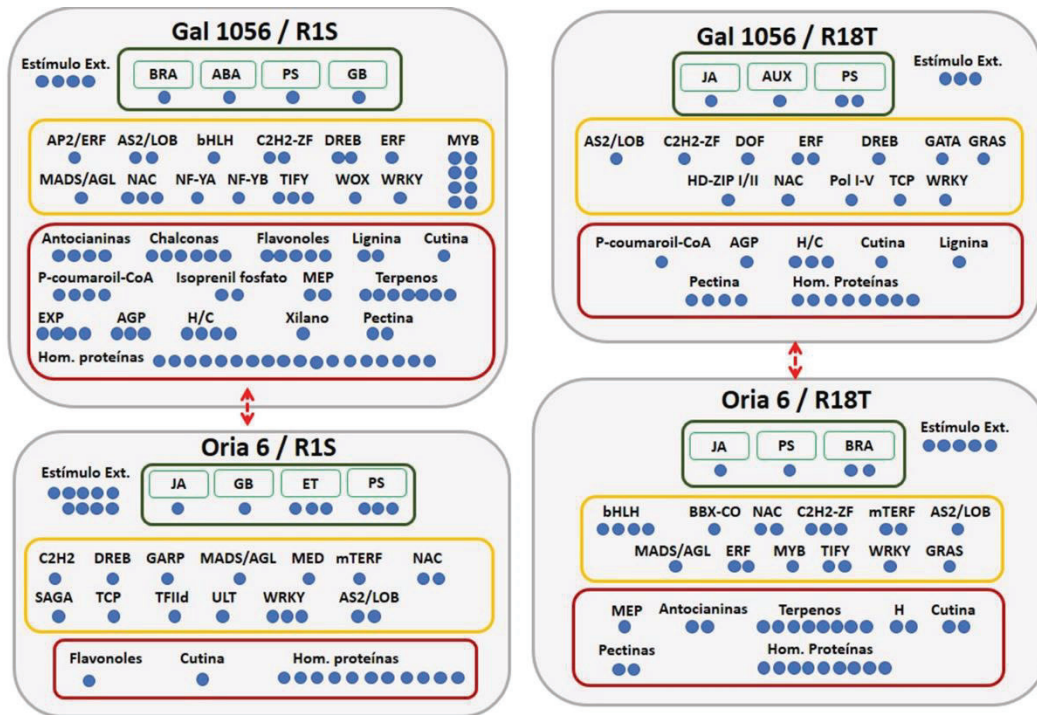 Gal 1056 / R1S
Estímulo Ext.
BRA ABA PS GB
AP2/ERF AS2/LOB bHLH C2H2-ZF DREB ERF MYB
MADS/AGL NAC NF-YA NF-YB TIFY WOX WRKY
Antocianinas Chalconas Flavonoles Lignina Cutina
P-coumaroil-CoA Isoprenil fosfato MEP Terpenos
EXP AGP H/C Xilano Pectina
Hom. proteínas
Oria 6 / R1S
Estímulo Ext.
JA GB ET PS
C2H2 DREB GARP MADS/AGL MED mTERF NAC
SAGA TCP TFIId ULT WRKY AS2/LOB
Flavonoles Cutina Hom. proteínas
Gal 1056 / R18T
Estímulo Ext.
JA AUX PS
AS2/LOB C2H2-ZF DOF ERF DREB GATA GRAS
HD-ZIP I/II NAC Pol I-V TCP WRKY
P-coumaroil-CoA AGP H/C Cutina Lignina
Pectina Hom. Proteínas
Oria 6 / R18T
Estímulo Ext.
JA PS BRA
bHLH BBX-CO NAC C2H2-ZF mTERF AS2/LOB
MADS/AGL ERF MYB TIFY WRKY GRAS
MEP Antocianinas Terpenos H Cutina
Pectinas Hom. Proteínas